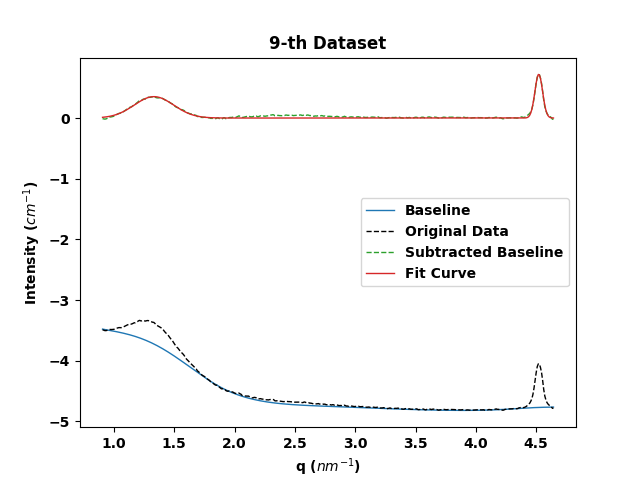 9-th Dataset
Intensity (cm⁻¹)
0
−1
−2
−3
−4
−5
Baseline
Original Data
Subtracted Baseline
Fit Curve
1.0 1.5 2.0 2.5 3.0 3.5 4.0 4.5
q (nm⁻¹)